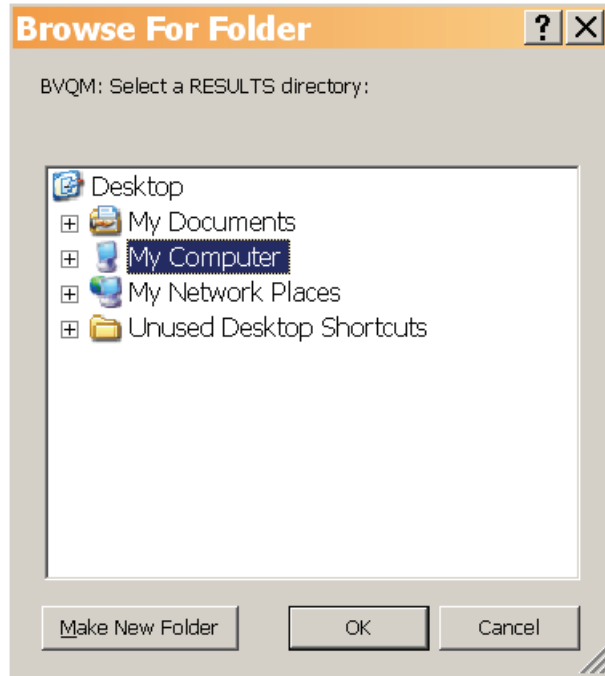 Browse For Folder
BVQM: Select a RESULTS directory:
Desktop
My Documents
My Computer
My Network Places
Unused Desktop Shortcuts
Make New Folder OK Cancel